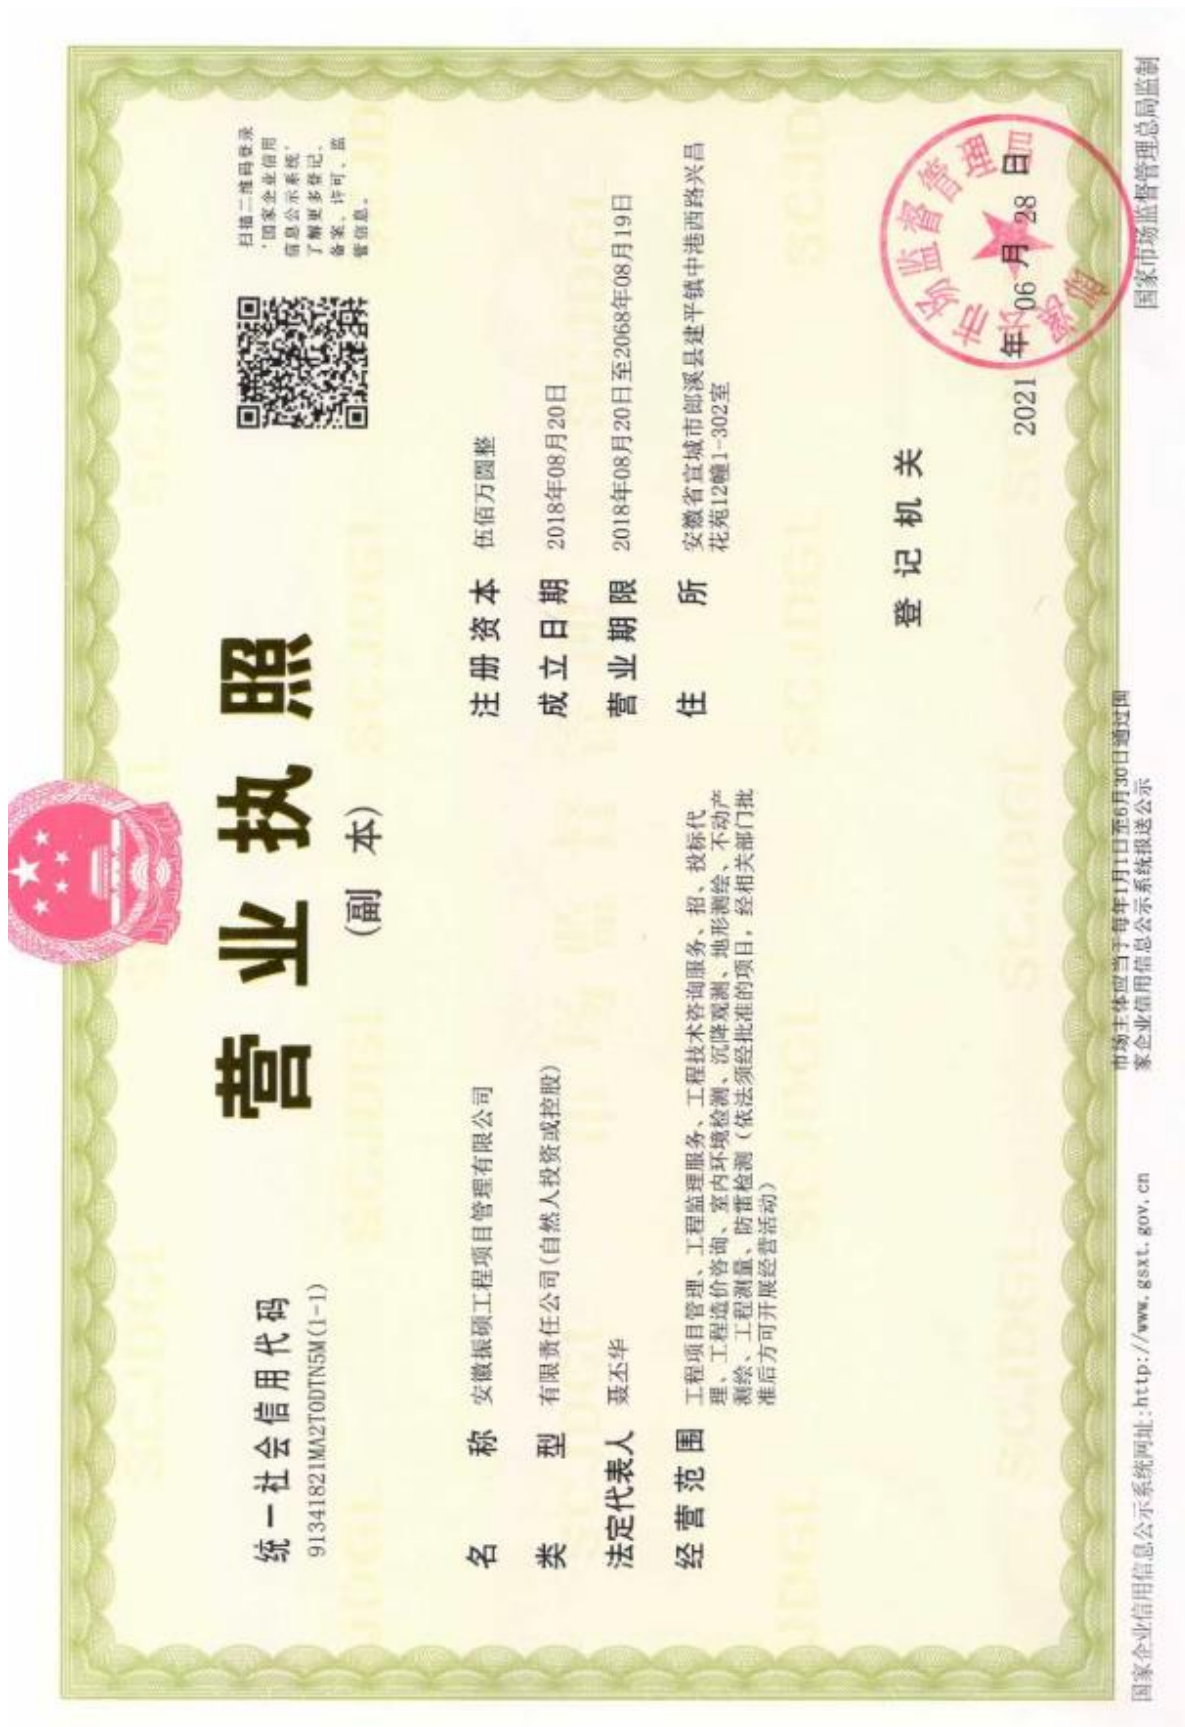 统一社会信用代码
91341821MA2T0DTN5M(1-1)
营业执照
(副 本)
扫描二维码登录
‘国家企业信用
信息公示系统’
了解更多登记、
备案、许可、监
管信息。
名 称 安徽振硕工程项目管理有限公司
类 型 有限责任公司(自然人投资或控股)
法定代表人 聂丕华
经营范围 工程项目管理、工程监理服务、工程技术咨询服务、招、投标代
理、工程造价咨询、室内环境检测、沉降观测、地形测绘、不动产
测绘、工程测量、防雷检测（依法须经批准的项目，经相关部门批
准后方可开展经营活动）
注册资本 伍佰万圆整
成立日期 2018年08月20日
营业期限 2018年08月20日至2068年08月19日
住 所 安徽省宣城市郎溪县建平镇中港西路兴昌
花苑12幢1-302室
登记机关
市场监督管理
2021 年 06 月 28 日
国家企业信用信息公示系统网址:http://www.gsxt.gov.cn
市场主体应当于每年1月1日至6月30日通过国
家企业信用信息公示系统报送公示
国家市场监督管理总局监制